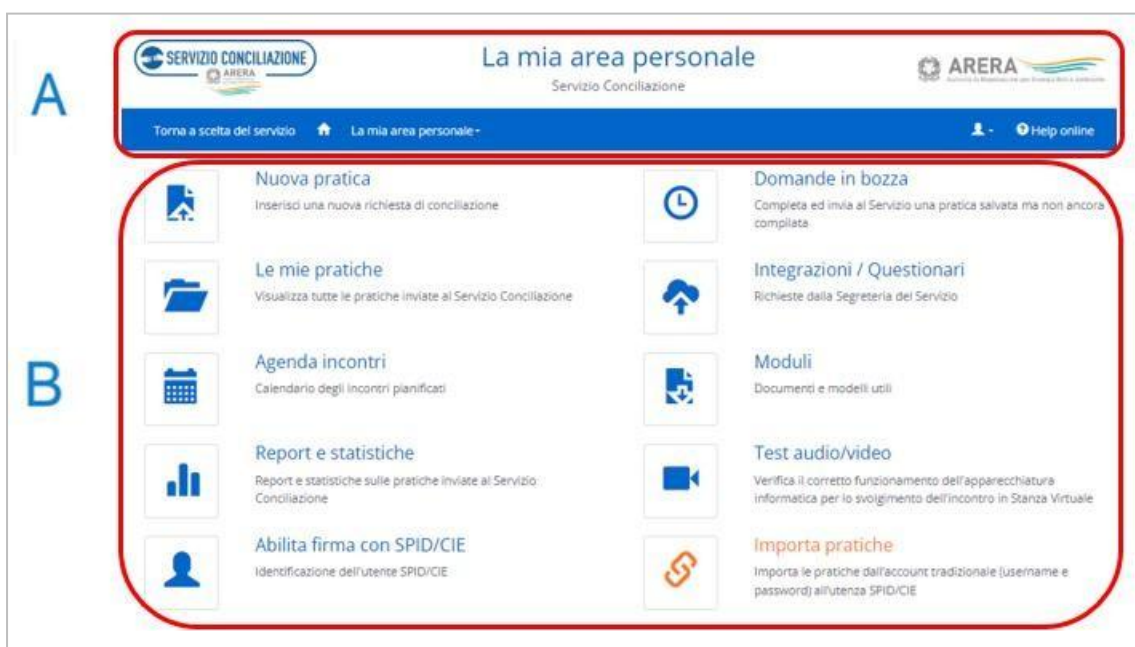 A
SERVIZIO CONCILIAZIONE
ARERA
La mia area personale
Servizio Conciliazione
ARERA
Torna a scelta del servizio La mia area personale
Help online
B
Nuova pratica
Inserisci una nuova richiesta di conciliazione
Domande in bozza
Completa ed invia al Servizio una pratica salvata ma non ancora
compilata
Le mie pratiche
Visualizza tutte le pratiche inviate al Servizio Conciliazione
Integrazioni / Questionari
Richieste dalla Segreteria del Servizio
Agenda incontri
Calendario degli incontri pianificati
Moduli
Documenti e modelli utili
Report e statistiche
Report e statistiche sulle pratiche inviate al Servizio
Conciliazione
Test audio/video
Verifica il corretto funzionamento dell'apparecchiatura
informatica per lo svolgimento dell'incontro in Stanza Virtuale
Abilita firma con SPID/CIE
Identificazione dell'utente SPID/CIE
Importa pratiche
Importa le pratiche dall'account tradizionale (username e
password) all'utenza SPID/CIE